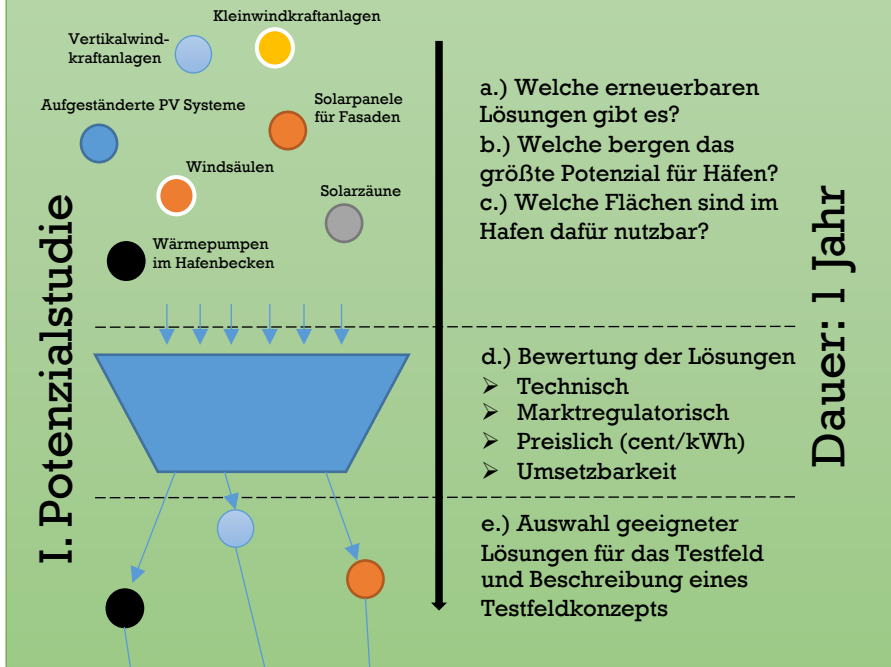 I. Potenzialstudie
Kleinwindkraftanlagen
Vertikalwind-
kraftanlagen
Aufgeständerte PV Systeme
Solarpanele
für Fasaden
Windsäulen
Solarzäune
Wärmepumpen
im Hafenbecken
a.) Welche erneuerbaren
Lösungen gibt es?
b.) Welche bergen das
größte Potenzial für Häfen?
c.) Welche Flächen sind im
Hafen dafür nutzbar?
d.) Bewertung der Lösungen
➢ Technisch
➢ Marktregulatorisch
➢ Preislich (cent/kWh)
➢ Umsetzbarkeit
e.) Auswahl geeigneter
Lösungen für das Testfeld
und Beschreibung eines
Testfeldkonzepts
Dauer: 1 Jahr